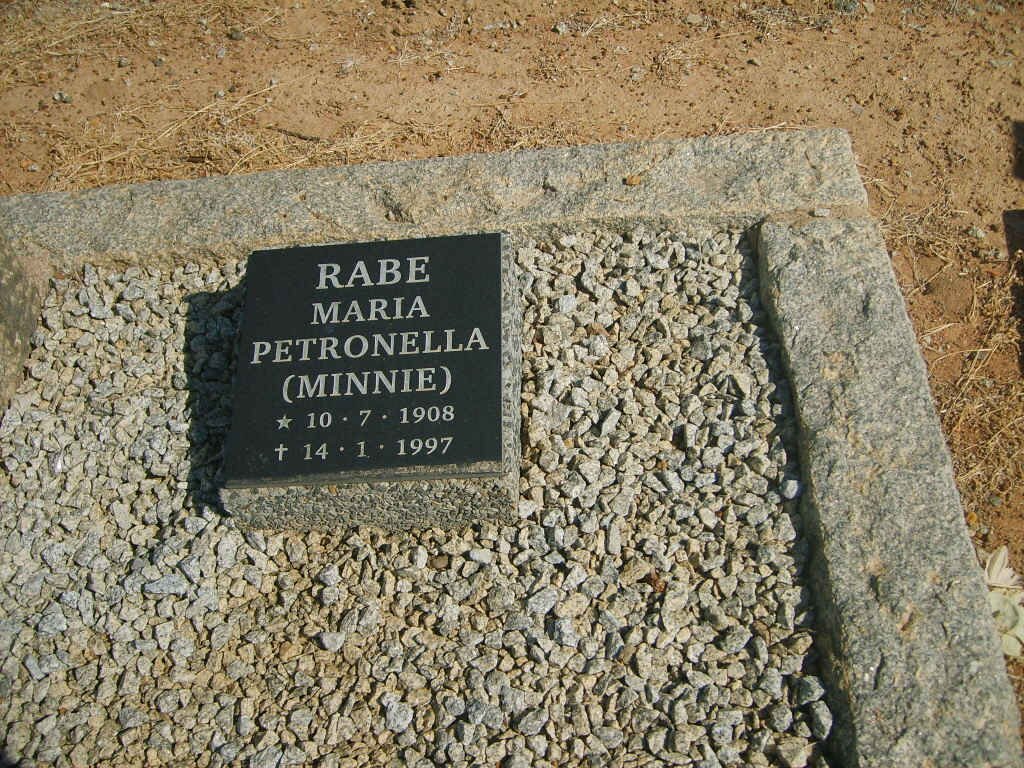 RABE
MARIA
PETRONELLA
(MINNIE)
★ 10 · 7 · 1908
✝ 14 · 1 · 1997